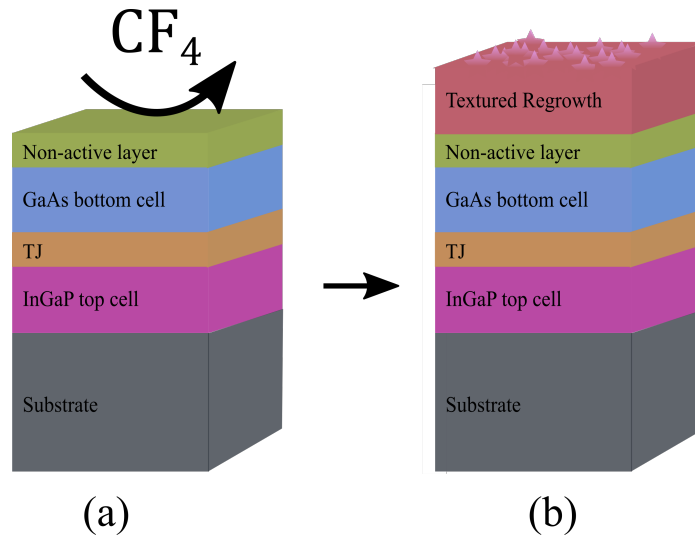 CF₄
Non-active layer
GaAs bottom cell
TJ
InGaP top cell
Substrate
(a)
Textured Regrowth
Non-active layer
GaAs bottom cell
TJ
InGaP top cell
Substrate
(b)